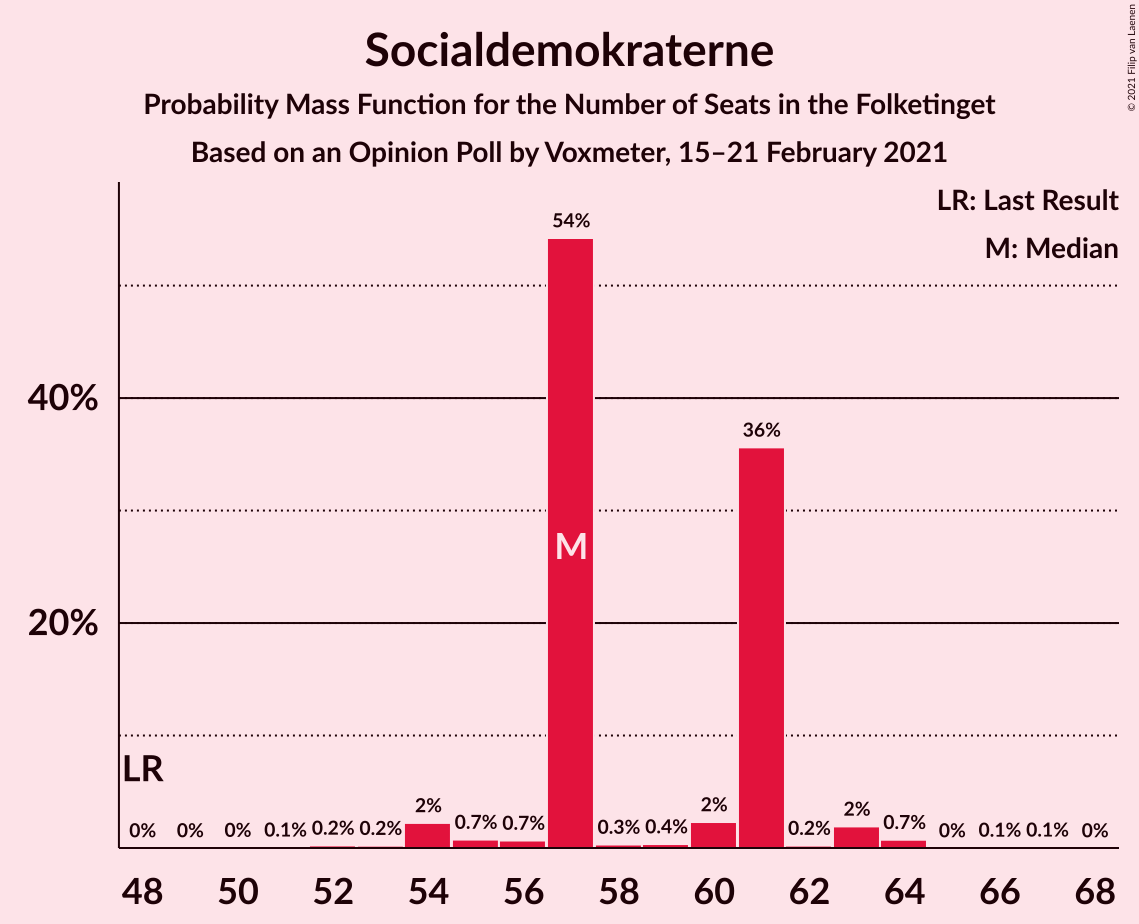 © 2021 Filip van Laenen
Socialdemokraterne
Probability Mass Function for the Number of Seats in the Folketinget
Based on an Opinion Poll by Voxmeter, 15–21 February 2021
LR: Last Result
M: Median
54%
40%
36%
M
20%
LR
0% 0% 0% 0.1% 0.2% 0.2% 2% 0.7% 0.7% 0.3% 0.4% 2% 0.2% 2% 0.7% 0% 0.1% 0.1% 0%
48 50 52 54 56 58 60 62 64 66 68